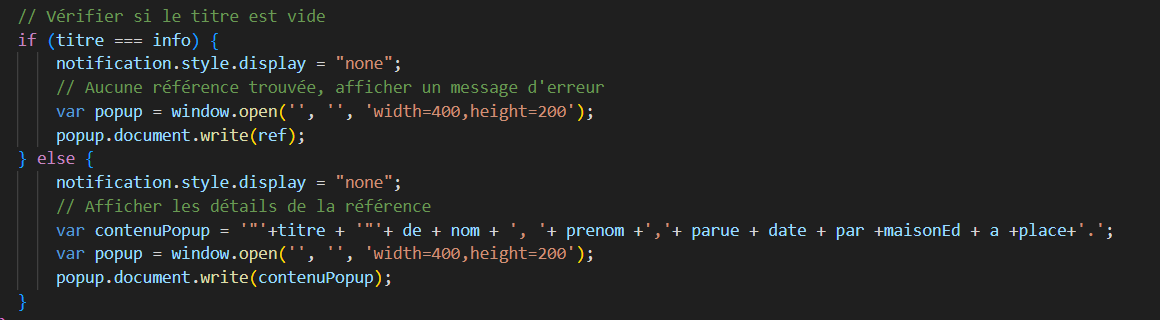 // Vérifier si le titre est vide
if (titre === info) {
    notification.style.display = "none";
    // Aucune référence trouvée, afficher un message d'erreur
    var popup = window.open('', '', 'width=400,height=200');
    popup.document.write(ref);
} else {
    notification.style.display = "none";
    // Afficher les détails de la référence
    var contenuPopup = '"'+titre + '"'+ de + nom + ', '+ prenom +','+ parue + date + par +maisonEd + a +place+'.';
    var popup = window.open('', '', 'width=400,height=200');
    popup.document.write(contenuPopup);
}